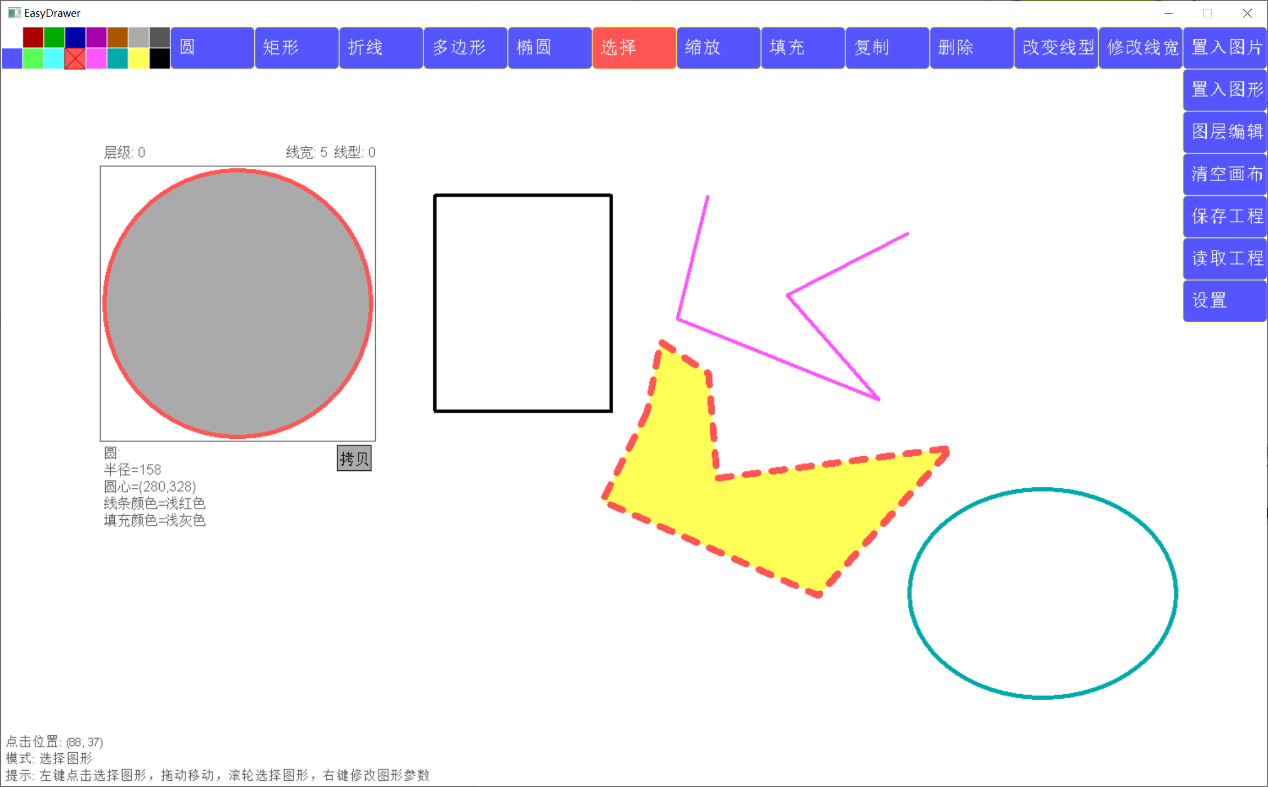 EasyDrawer
圆 矩形 折线 多边形 椭圆 选择 缩放 填充 复制 删除 改变线型 修改线宽 置入图片
置入图形
图层编辑
清空画布
保存工程
读取工程
设置
层级: 0 线宽: 5 线型: 0
圆:
半径=158
圆心=(280,328)
线条颜色=浅红色
填充颜色=浅灰色
拷贝
点击位置: (88, 37)
模式: 选择图形
提示: 左键点击选择图形，拖动移动，滚轮选择图形，右键修改图形参数